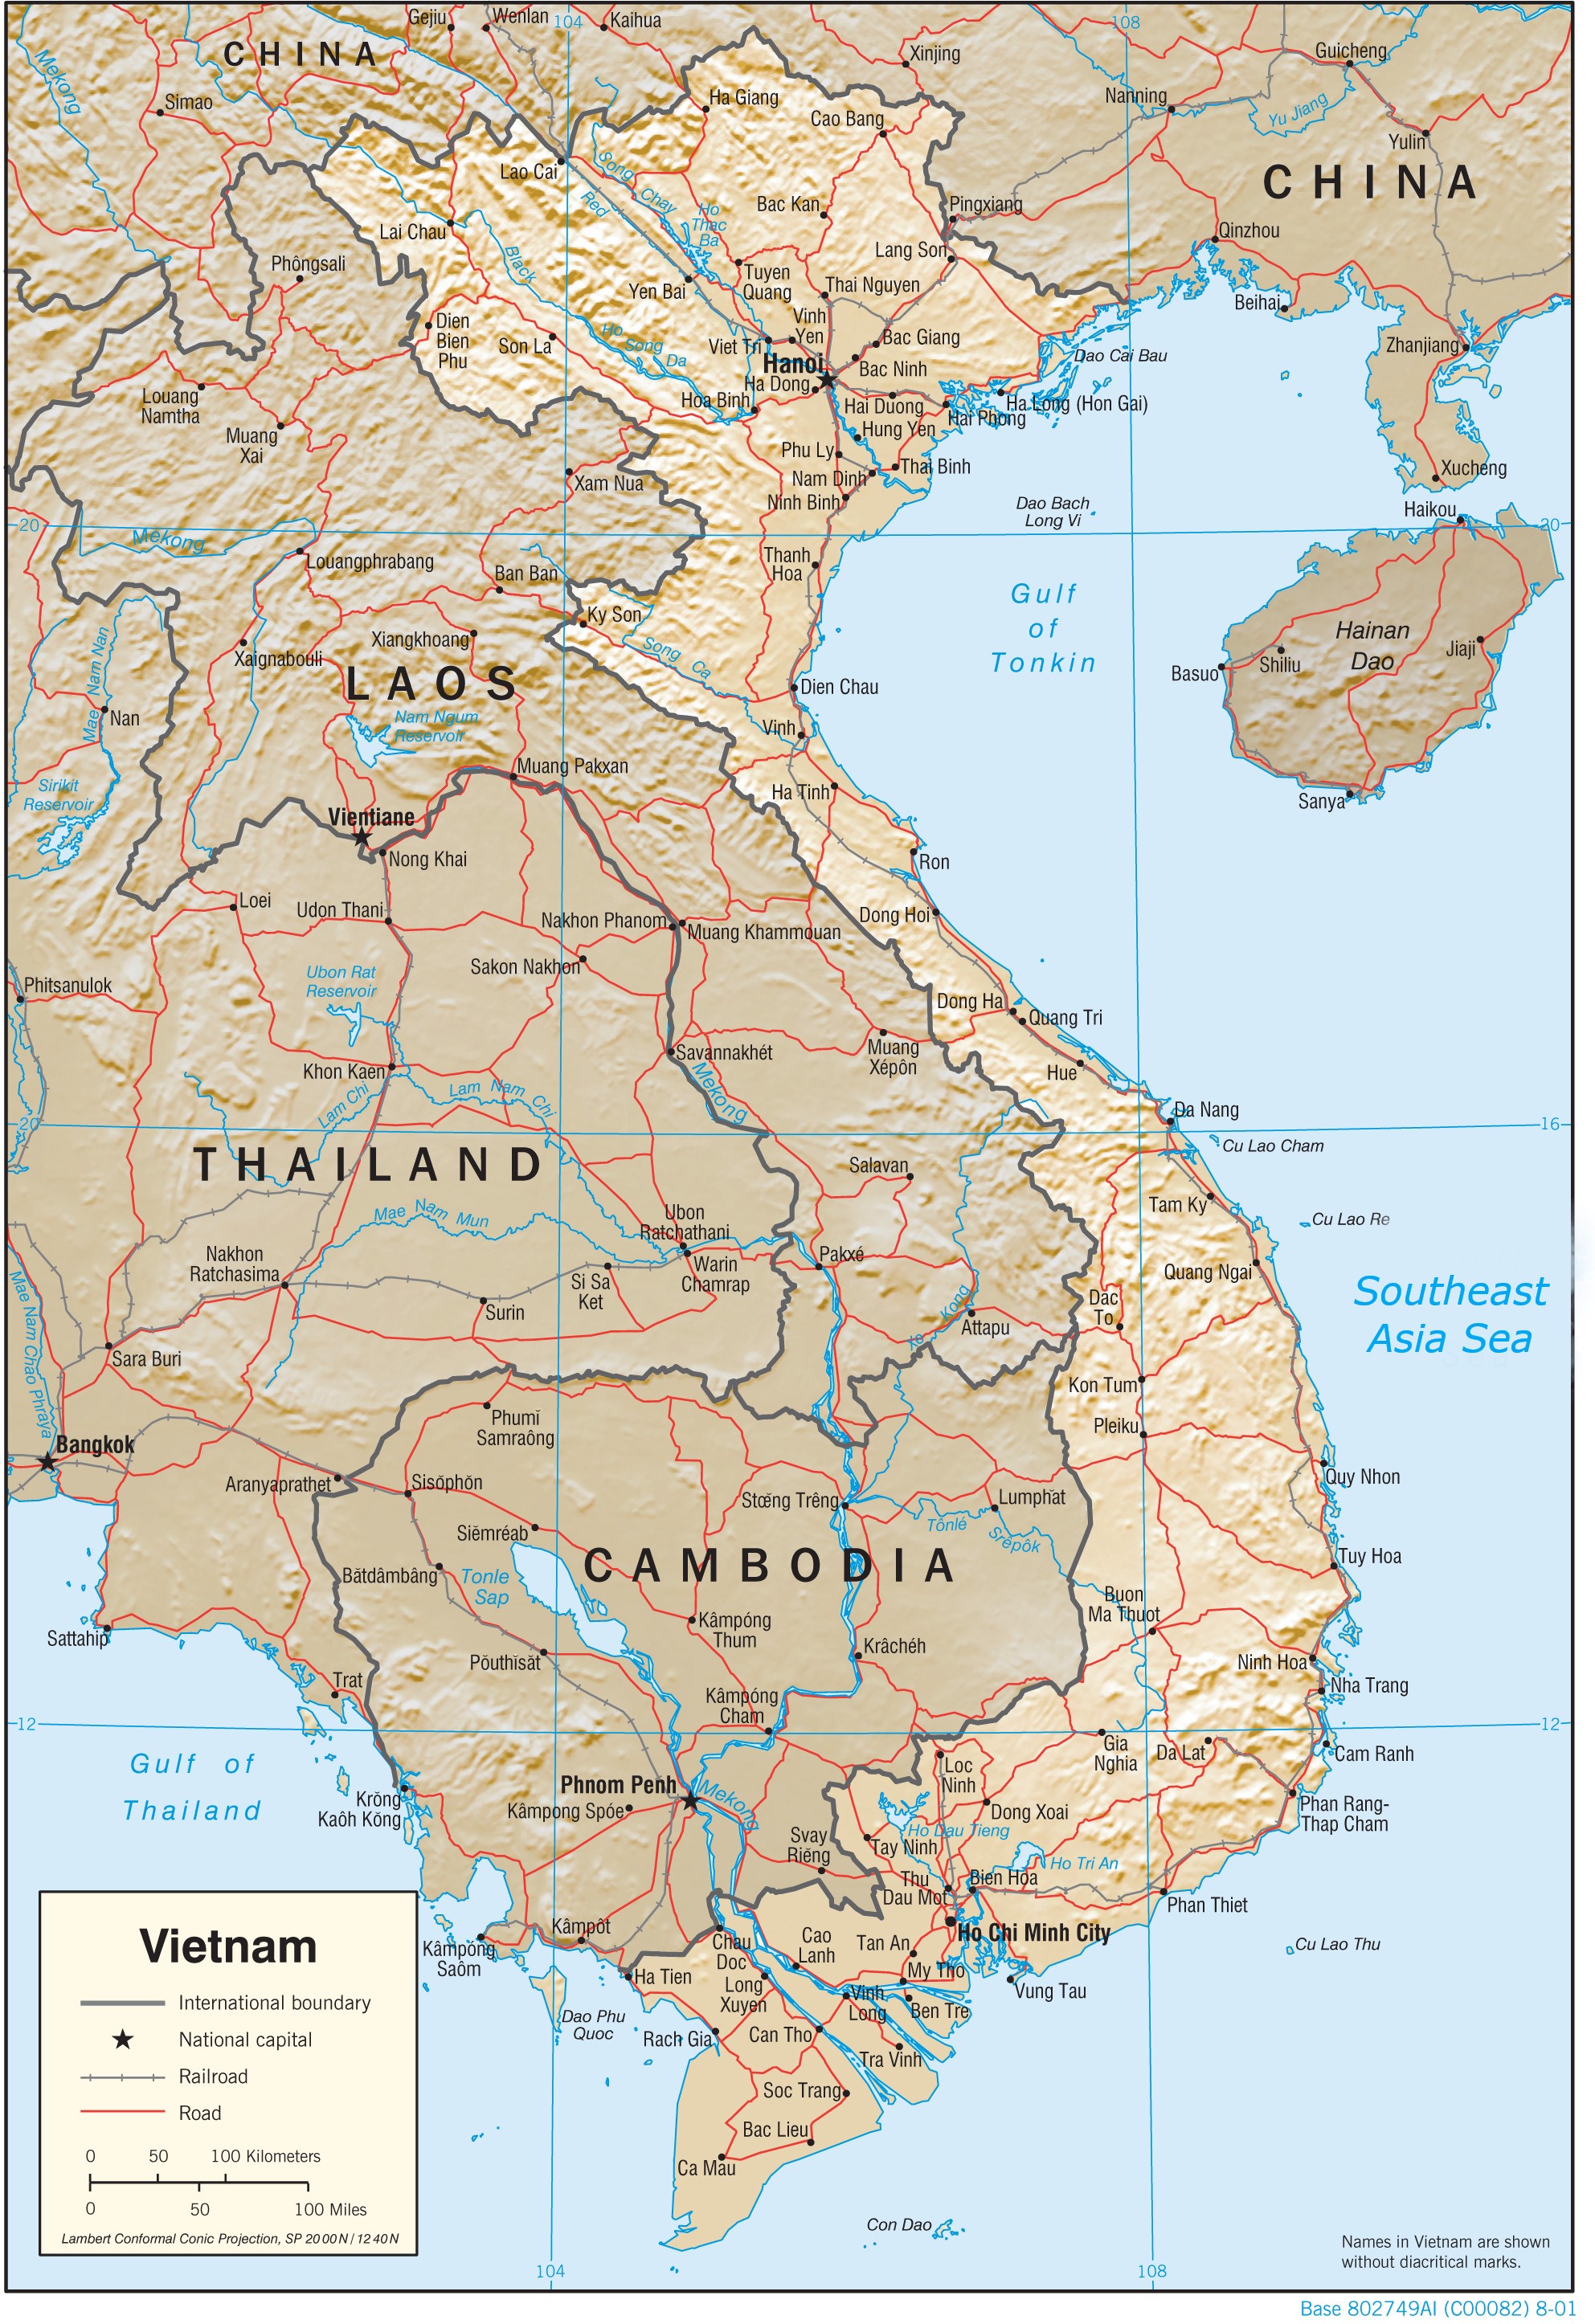 Gejiu
Wenlan
104
Kaihua
108
Xinjing
Guicheng
CHINA
Mekong
Simao
Ha Giang
Cao Bang
Nanning
Yu Jiang
Yulin
Lao Cai
Song Chay
Red
CHINA
Lai Chau
Bac Kan
Ho
Thac
Ba
Pingxiang
Qinzhou
Lang Son
Phôngsali
Black
Yen Bai
Tuyen
Quang
Thai Nguyen
Beihai
Dien
Bien
Phu
Son La
Ho
Song
Da
Viet Tri
Vinh
Yen
Bac Giang
Zhanjiang
Hanoi
Bac Ninh
Dao Cai Bau
Louang
Namtha
Hoa Binh
Ha Dong
Hai Duong
Hai Phong
Ha Long (Hon Gai)
Muang
Xai
Hung Yen
Phu Ly
Thai Binh
Nam Dinh
Ninh Binh
Xam Nua
Xucheng
Dao Bach
Long Vi
Haikou
20
20
Mekong
Louangphrabang
Ban Ban
Thanh
Hoa
Gulf
of
Tonkin
Ky Son
Song Ca
Hainan
Dao
Jiaji
Shiliu
Basuo
Xiangkhoang
Xaignabouli
LAOS
Mae Nam Nan
Nan
Dien Chau
Nam Ngum
Reservoir
Vinh
Sirikit
Reservoir
Muang Pakxan
Ha Tinh
Sanya
Vientiane
Nong Khai
Ron
Loei
Udon Thani
Nakhon Phanom
Muang Khammouan
Dong Hoi
Sakon Nakhon
Ubon Rat
Reservoir
Phitsanulok
Dong Ha
Quang Tri
Savannakhét
Muang
Xépôn
Hue
Khon Kaen
Lam Chi
Lam Nam Chi
Mekong
Da Nang
20
16
Cu Lao Cham
THAILAND
Salavan
Tam Ky
Cu Lao Re
Mae Nam Mun
Ubon
Ratchathani
Warin
Chamrap
Pakxé
Nakhon
Ratchasima
Si Sa
Ket
Surin
Quang Ngai
Mae Nam Chao Phraya
Xe Kong
Attapu
Dac
To
Southeast
Asia Sea
Sara Buri
Kon Tum
Phumĭ
Samraông
Pleiku
Bangkok
Aranyaprathet
Sisŏphŏn
Quy Nhon
Stœ̆ng Trêng
Lumphăt
Siĕmréab
Tônlé
Srêpôk
CAMBODIA
Tuy Hoa
Bătdâmbâng
Tonle
Sap
Buon
Ma Thuot
Kâmpóng
Thum
Sattahip
Krâchéh
Poŭthĭsăt
Ninh Hoa
Trat
Nha Trang
Kâmpóng
Cham
12
12
Gulf of
Thailand
Gia
Nghia
Da Lat
Cam Ranh
Loc
Ninh
Phnom Penh
Mekong
Krŏng
Kaôh Kŏng
Kâmpong Spóe
Dong Xoai
Phan Rang-
Thap Cham
Ho Dau Tieng
Svay
Riĕng
Tay Ninh
Ho Tri An
Thu
Dau Mot
Bien Hoa
Phan Thiet
Ho Chi Minh City
Kâmpôt
Kâmpóng
Saôm
Chau
Doc
Cao
Lanh
Tan An
Cu Lao Thu
Ha Tien
Long
Xuyen
My Tho
Vung Tau
Dao Phu
Quoc
Vinh
Long
Ben Tre
Rach Gia
Can Tho
Tra Vinh
Soc Trang
Bac Lieu
Ca Mau
Con Dao
Vietnam
International boundary
National capital
Railroad
Road
0 50 100 Kilometers
0 50 100 Miles
Lambert Conformal Conic Projection, SP 20 00 N / 12 40 N
Names in Vietnam are shown
without diacritical marks.
104
108
Base 802749AI (C00082) 8-01